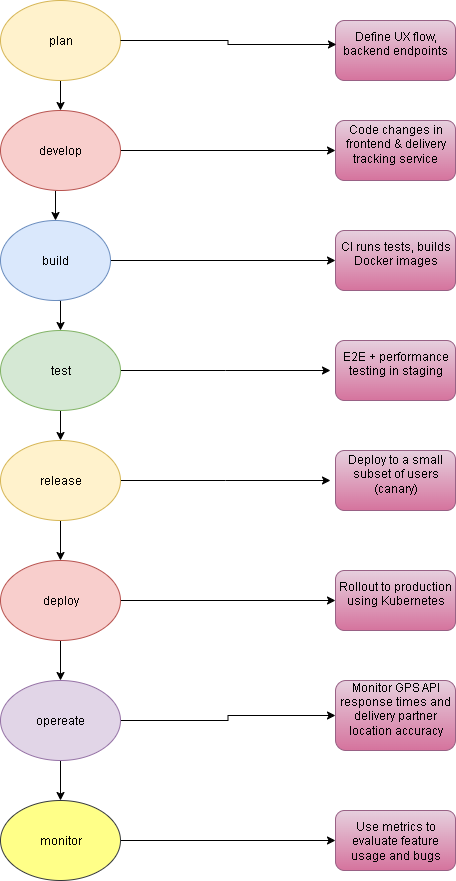 plan
Define UX flow,
backend endpoints
develop
Code changes in
frontend & delivery
tracking service
build
CI runs tests, builds
Docker images
test
E2E + performance
testing in staging
release
Deploy to a small
subset of users
(canary)
deploy
Rollout to production
using Kubernetes
opereate
Monitor GPS API
response times and
delivery partner
location accuracy
monitor
Use metrics to
evaluate feature
usage and bugs